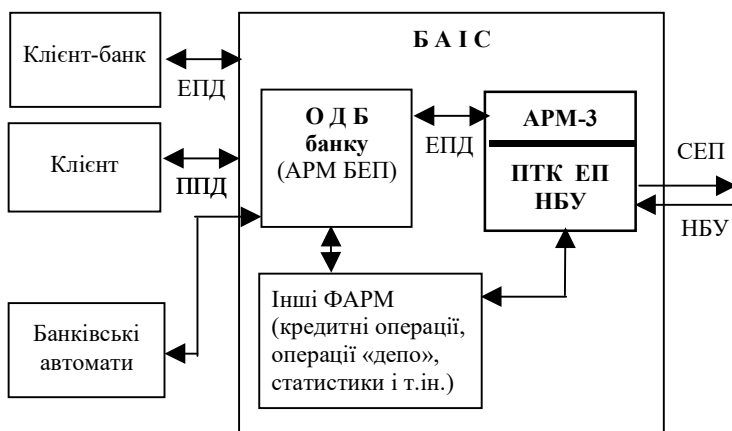 Б А І С
Клієнт-банк
ЕПД
О Д Б
банку
(АРМ БЕП)
ЕПД
АРМ-3
ПТК ЕП
НБУ
СЕП
НБУ
Клієнт
ППД
Інші ФАРМ
(кредитні операції,
операції «депо»,
статистики і т.ін.)
Банківські
автомати